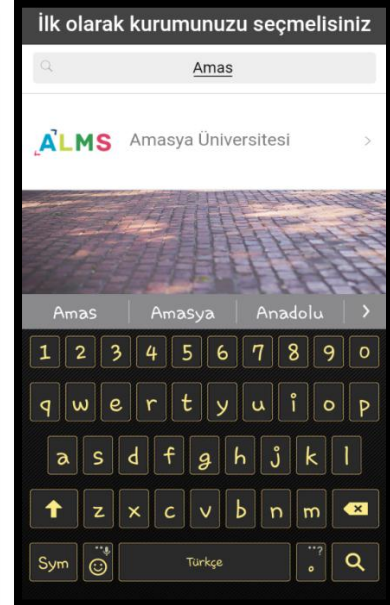 İlk olarak kurumunuzu seçmelisiniz
Amas
ALMS Amasya Üniversitesi >
Amas Amasya Anadolu >
1 2 3 4 5 6 7 8 9 0
q w e r t y u i o p
a s d f g h j k l
z x c v b n m
Sym Türkçe . ?